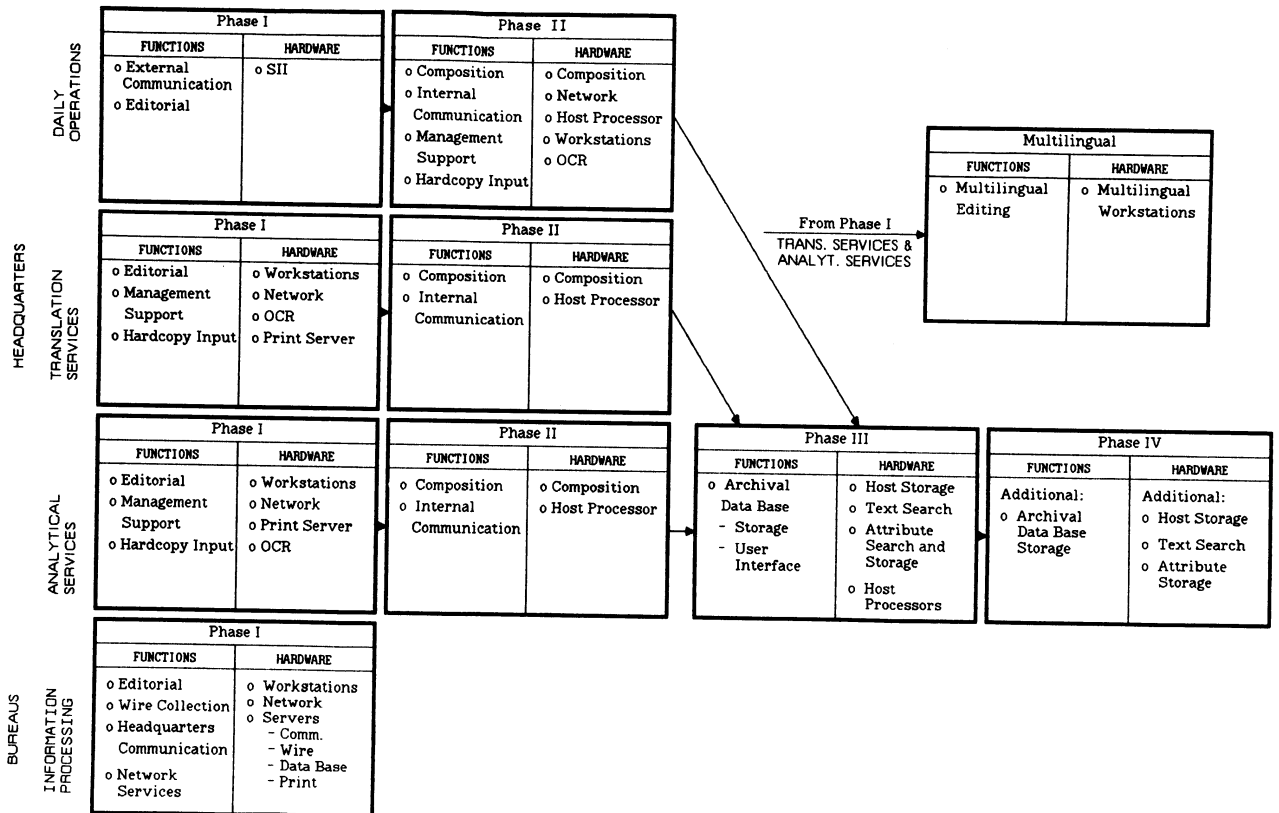 HEADQUARTERS
DAILY
OPERATIONS
Phase I
FUNCTIONS
o External
Communication
o Editorial
HARDWARE
o SII
Phase II
FUNCTIONS
o Composition
o Internal
Communication
o Management
Support
o Hardcopy Input
HARDWARE
o Composition
o Network
o Host Processor
o Workstations
o OCR
Multilingual
FUNCTIONS
o Multilingual
Editing
HARDWARE
o Multilingual
Workstations
From Phase I
TRANS. SERVICES &
ANALYT. SERVICES
TRANSLATION
SERVICES
Phase I
FUNCTIONS
o Editorial
o Management
Support
o Hardcopy Input
HARDWARE
o Workstations
o Network
o OCR
o Print Server
Phase II
FUNCTIONS
o Composition
o Internal
Communication
HARDWARE
o Composition
o Host Processor
ANALYTICAL
SERVICES
Phase I
FUNCTIONS
o Editorial
o Management
Support
o Hardcopy Input
HARDWARE
o Workstations
o Network
o Print Server
o OCR
Phase II
FUNCTIONS
o Composition
o Internal
Communication
HARDWARE
o Composition
o Host Processor
Phase III
FUNCTIONS
o Archival
Data Base
- Storage
- User
Interface
HARDWARE
o Host Storage
o Text Search
o Attribute
Search and
Storage
o Host
Processors
Phase IV
FUNCTIONS
Additional:
o Archival
Data Base
Storage
HARDWARE
Additional:
o Host Storage
o Text Search
o Attribute
Storage
BUREAUS
INFORMATION
PROCESSING
Phase I
FUNCTIONS
o Editorial
o Wire Collection
o Headquarters
Communication
o Network
Services
HARDWARE
o Workstations
o Network
o Servers
- Comm.
- Wire
- Data Base
- Print